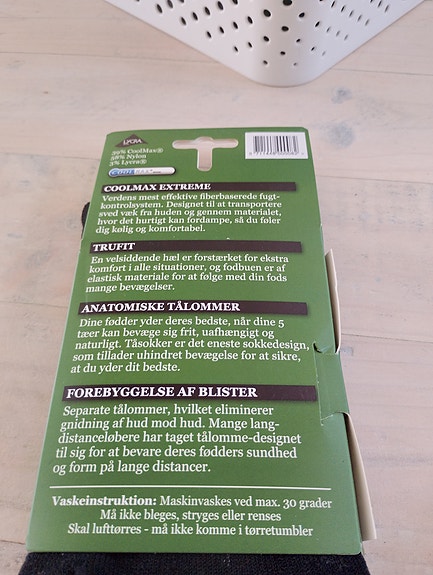 LYCRA
39% CoolMax®
58% Nylon
3% Lycra®
COOLMAX EXTREME
Verdens mest effektive fiberbaserede fugt-
kontrolsystem. Designet til at transportere
sved væk fra huden og gennem materialet,
hvor det hurtigt kan fordampe, så du føler
dig kølig og komfortabel.
TRUFIT
En velsiddende hæl er forstærket for ekstra
komfort i alle situationer, og fodbuen er af
elastisk materiale for at følge med din fods
mange bevægelser.
ANATOMISKE TÅLOMMER
Dine fødder yder deres bedste, når dine 5
tæer kan bevæge sig frit, uafhængigt og
naturligt. Tåsokker er det eneste sokkedesign,
som tillader uhindret bevægelse for at sikre,
at du yder dit bedste.
FOREBYGGELSE AF BLISTER
Separate tålommer, hvilket eliminerer
gnidning af hud mod hud. Mange lang-
distanceløbere har taget tålomme-designet
til sig for at bevare deres fødders sundhed
og form på lange distancer.
Vaskeinstruktion: Maskinvaskes ved max. 30 grader
Må ikke bleges, stryges eller renses
Skal lufttørres - må ikke komme i tørretumbler